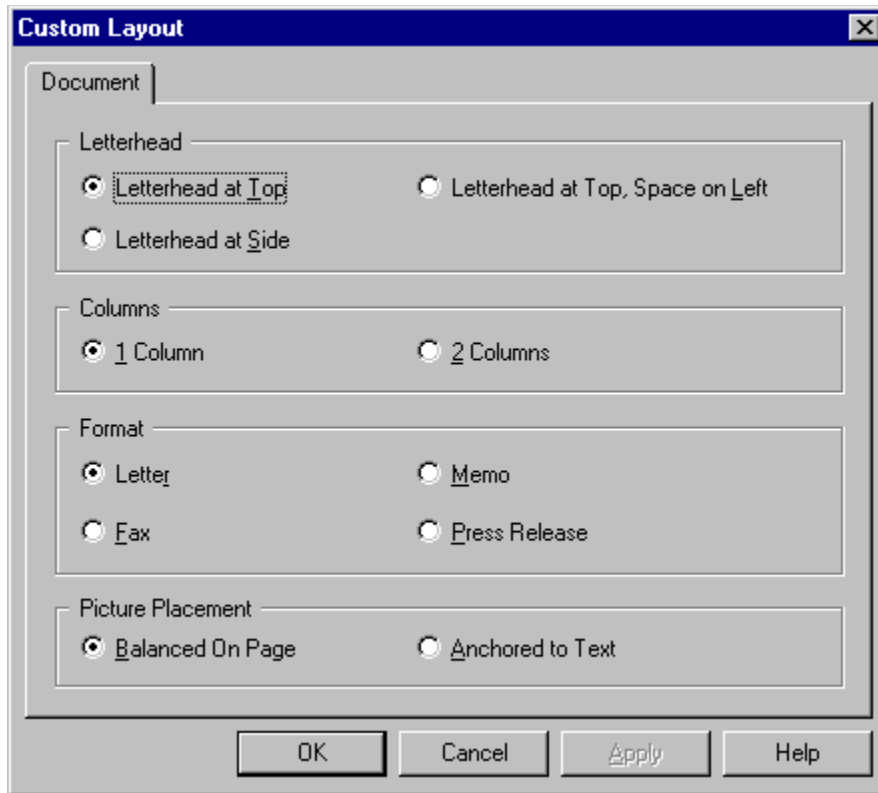 Custom Layout
Document
Letterhead
Letterhead at Top
Letterhead at Top, Space on Left
Letterhead at Side
Columns
1 Column
2 Columns
Format
Letter
Memo
Fax
Press Release
Picture Placement
Balanced On Page
Anchored to Text
OK
Cancel
Apply
Help